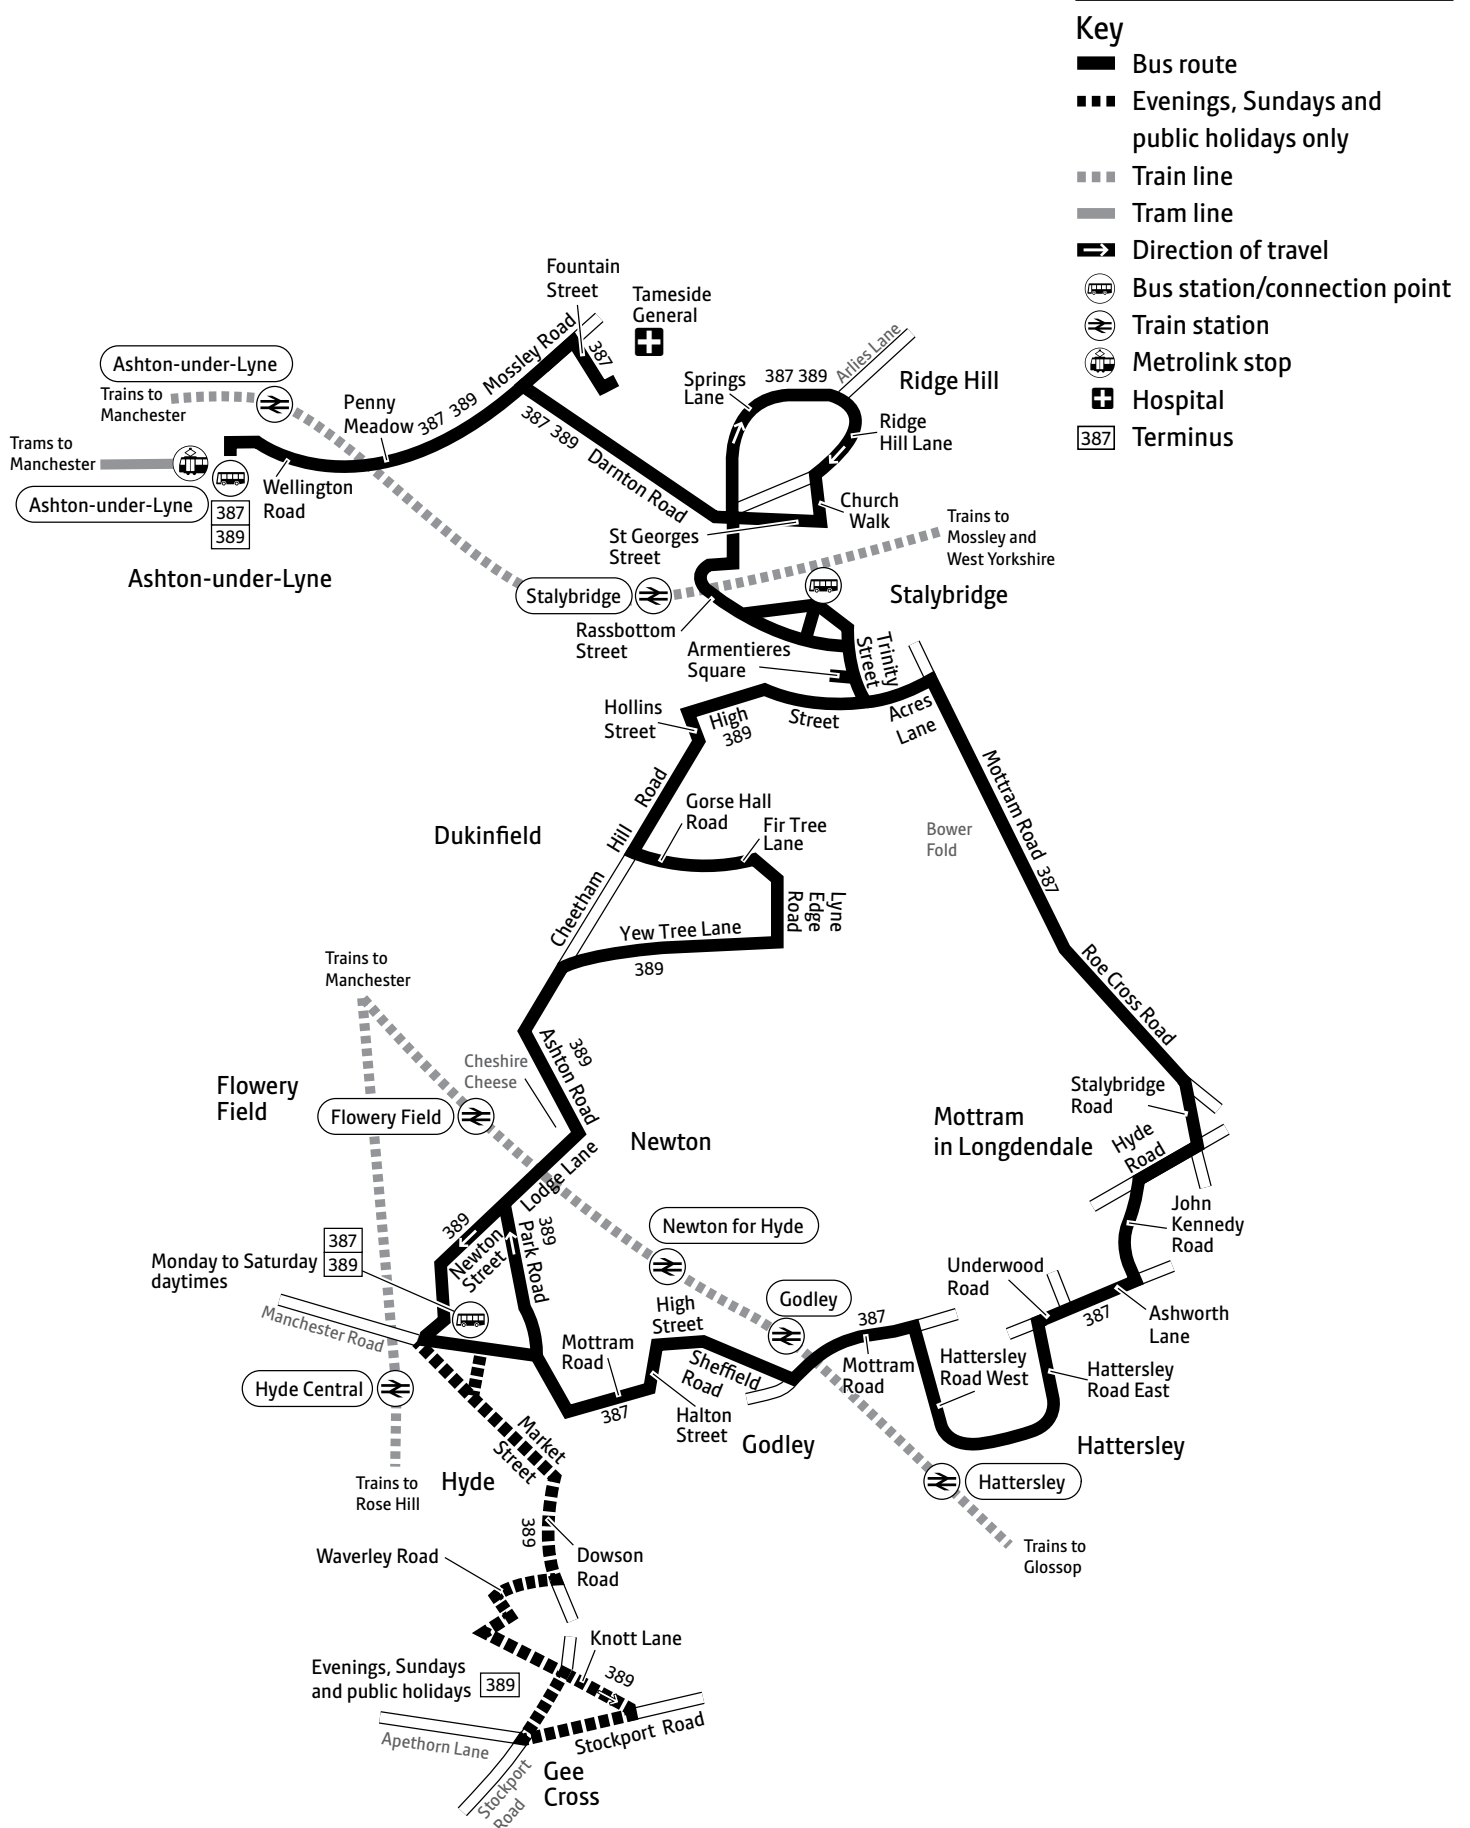 Key
Bus route
Evenings, Sundays and
public holidays only
Train line
Tram line
Direction of travel
Bus station/connection point
Train station
Metrolink stop
Hospital
387 Terminus
Fountain
Street
Tameside
General
387
Mossley Road
387 389
Ashton-under-Lyne
Trains to
Manchester
Penny
Meadow
Trams to
Manchester
Ashton-under-Lyne
387
389
Wellington
Road
Ashton-under-Lyne
387 389
Darnton Road
Springs
Lane
387 389
Arlies Lane
Ridge Hill
Ridge
Hill Lane
Church
Walk
St Georges
Street
Trains to
Mossley and
West Yorkshire
Stalybridge
Stalybridge
Rassbottom
Street
Armentieres
Square
Trinity
Street
Hollins
Street
High
Street
389
Acres
Lane
Mottram Road 387
Cheetham
Hill
Road
Gorse Hall
Road
Fir Tree
Lane
Dukinfield
Bower
Fold
Lyne
Edge
Road
Yew Tree Lane
389
Trains to
Manchester
Roe Cross Road
389
Ashton Road
Cheshire
Cheese
Flowery
Field
Flowery Field
Stalybridge
Road
Mottram
in Longdendale
Hyde
Road
Newton
Lodge Lane
John
Kennedy
Road
389
Newton
Street
389
Park Road
Newton for Hyde
387
389
Monday to Saturday
daytimes
Underwood
Road
Godley
Manchester Road
High
Street
387
387
Ashworth
Lane
Mottram
Road
Sheffield
Road
Mottram
Road
Hattersley
Road West
Hattersley
Road East
Hyde Central
387
Halton
Street
Godley
Hattersley
Market
Street
Hyde
Hattersley
Trains to
Rose Hill
389
Trains to
Glossop
Waverley Road
Dowson
Road
Knott Lane
Evenings, Sundays
and public holidays
389
389
Apethorn Lane
Stockport Road
Gee
Cross
Stockport
Road